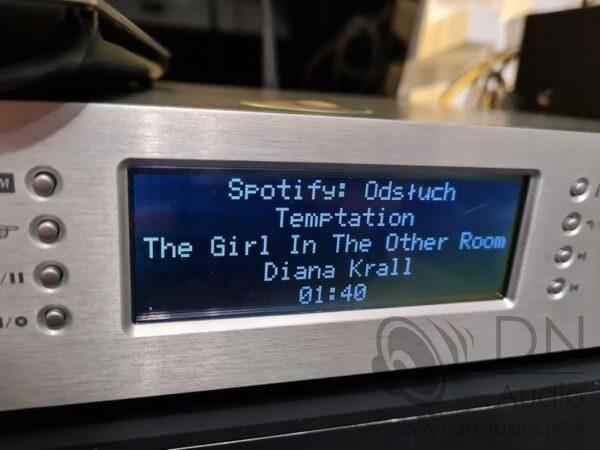 Spotify: Odsłuch
Temptation
The Girl In The Other Room
Diana Krall
01:40
M
DN
Audio
www.dnaudio.pl